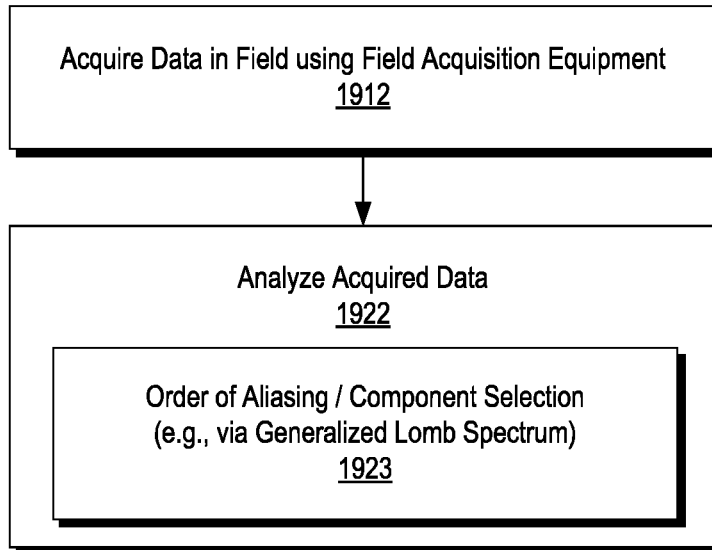 Acquire Data in Field using Field Acquisition Equipment
1912
Analyze Acquired Data
1922
Order of Aliasing / Component Selection
(e.g., via Generalized Lomb Spectrum)
1923